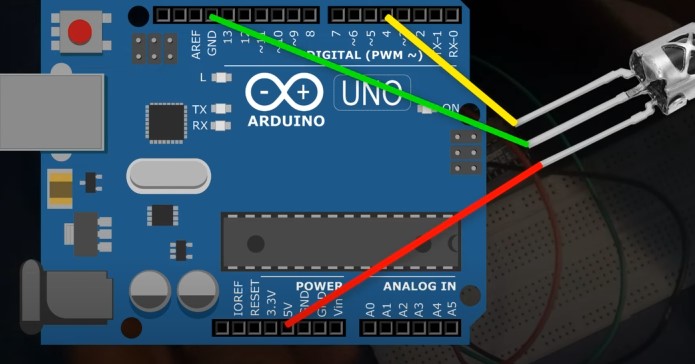 AREF
GND
13
12
~11
~10
~9
8
7
~6
~5
4
2
TX-1
RX-0
DIGITAL (PWM ~)
L
TX
RX
- +
UNO
ON
ARDUINO
POWER
ANALOG IN
IOREF
RESET
3.3V
5V
GND
GND
Vin
A0
A1
A2
A3
A4
A5